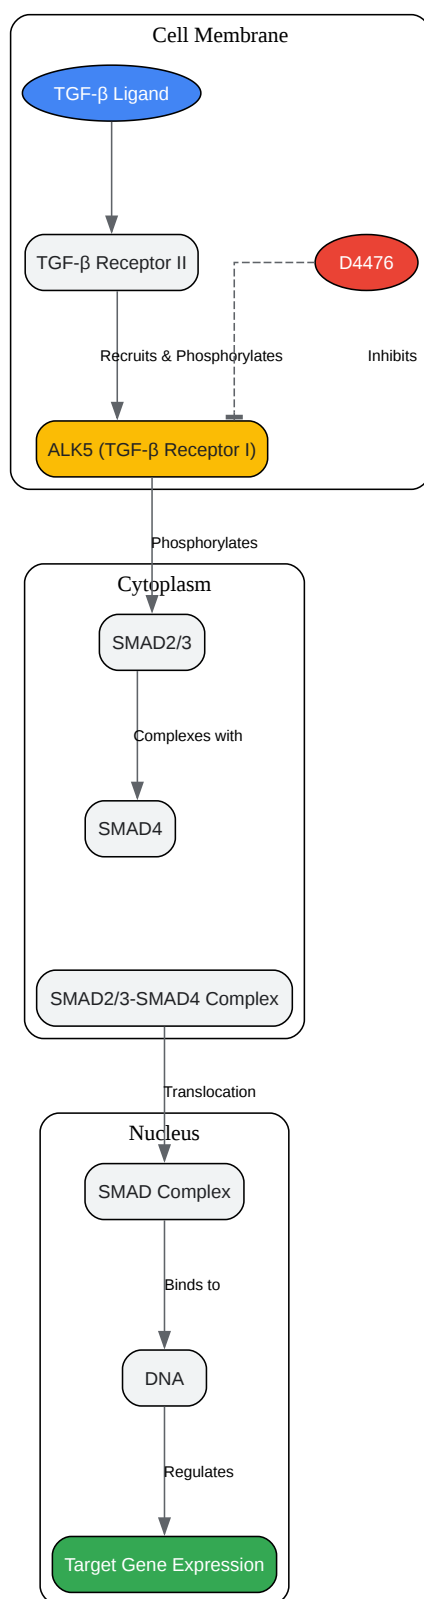 Cell Membrane
TGF-β Ligand
TGF-β Receptor II
D4476
Recruits & Phosphorylates
Inhibits
ALK5 (TGF-β Receptor I)
Phosphorylates
Cytoplasm
SMAD2/3
Complexes with
SMAD4
SMAD2/3-SMAD4 Complex
Translocation
Nucleus
SMAD Complex
Binds to
DNA
Regulates
Target Gene Expression